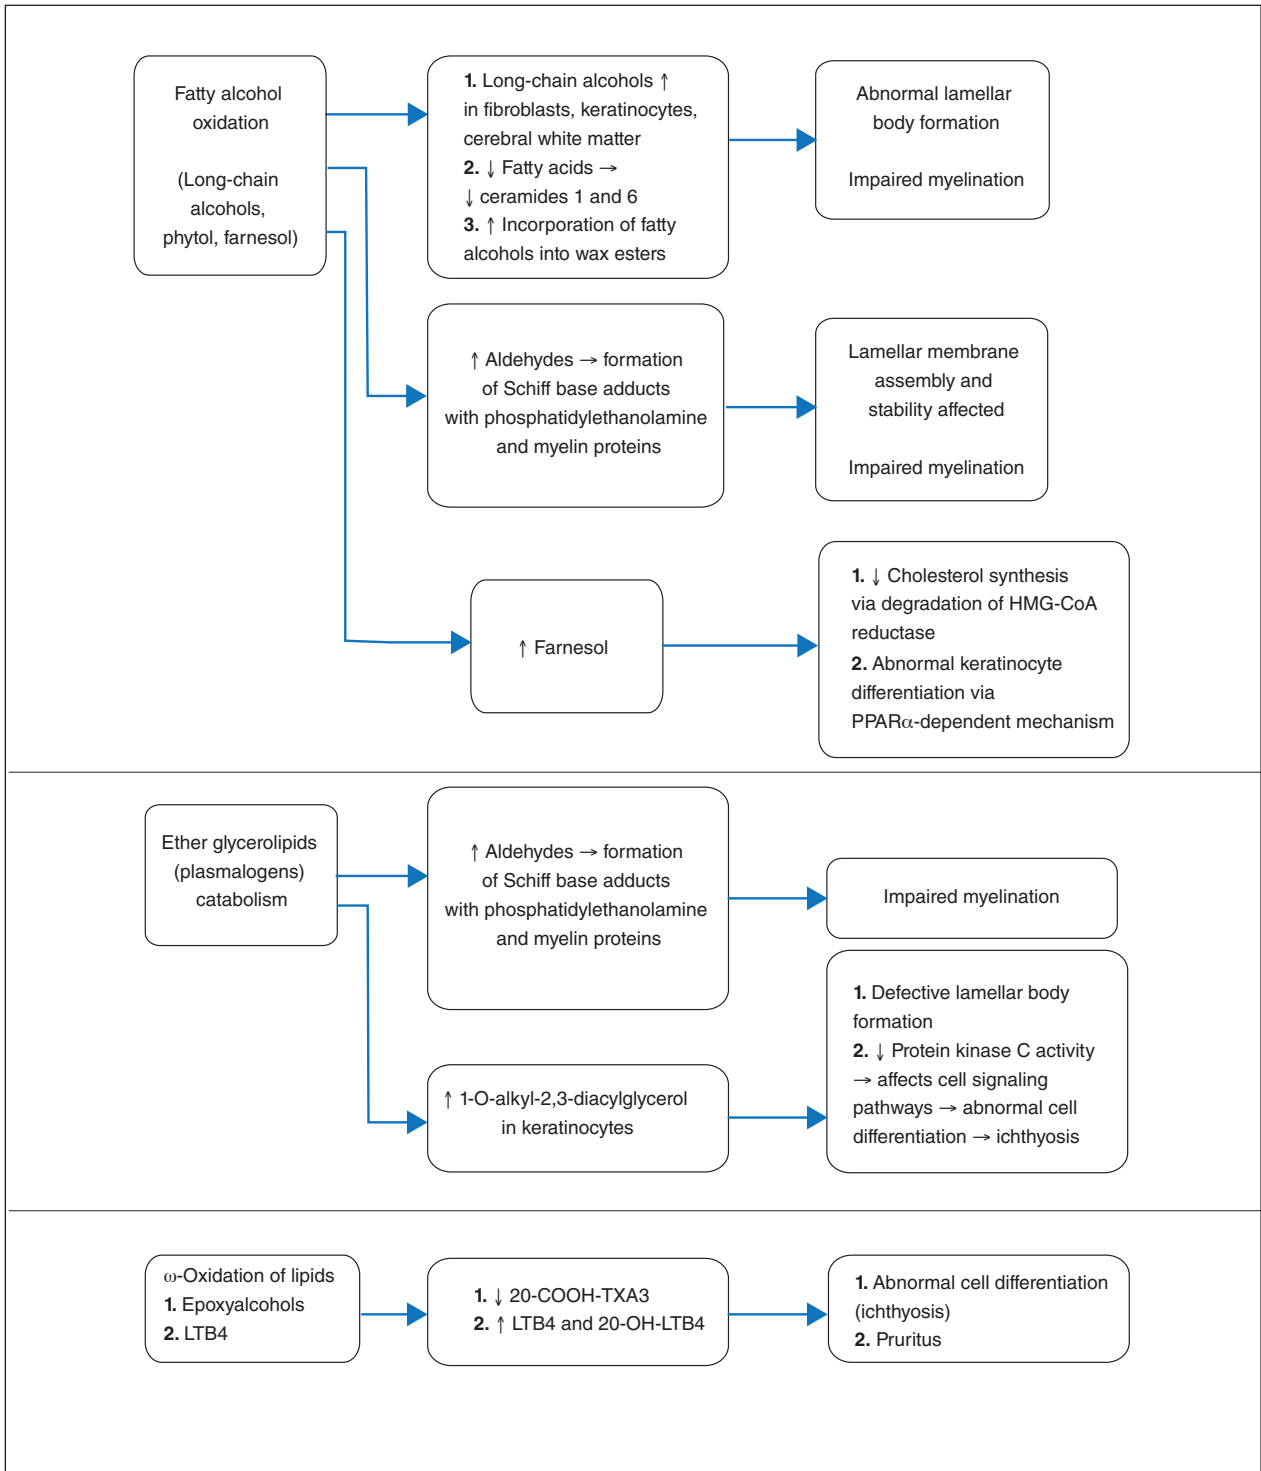 Fatty alcohol
oxidation
(Long-chain
alcohols,
phytol, farnesol)
1. Long-chain alcohols ↑
in fibroblasts, keratinocytes,
cerebral white matter
2. ↓ Fatty acids →
↓ ceramides 1 and 6
3. ↑ Incorporation of fatty
alcohols into wax esters
Abnormal lamellar
body formation
Impaired myelination
↑ Aldehydes → formation
of Schiff base adducts
with phosphatidylethanolamine
and myelin proteins
Lamellar membrane
assembly and
stability affected
Impaired myelination
↑ Farnesol
1. ↓ Cholesterol synthesis
via degradation of HMG-CoA
reductase
2. Abnormal keratinocyte
differentiation via
PPARα-dependent mechanism
Ether glycerolipids
(plasmalogens)
catabolism
↑ Aldehydes → formation
of Schiff base adducts
with phosphatidylethanolamine
and myelin proteins
Impaired myelination
↑ 1-O-alkyl-2,3-diacylglycerol
in keratinocytes
1. Defective lamellar body
formation
2. ↓ Protein kinase C activity
→ affects cell signaling
pathways → abnormal cell
differentiation → ichthyosis
ω-Oxidation of lipids
1. Epoxyalcohols
2. LTB4
1. ↓ 20-COOH-TXA3
2. ↑ LTB4 and 20-OH-LTB4
1. Abnormal cell differentiation
(ichthyosis)
2. Pruritus